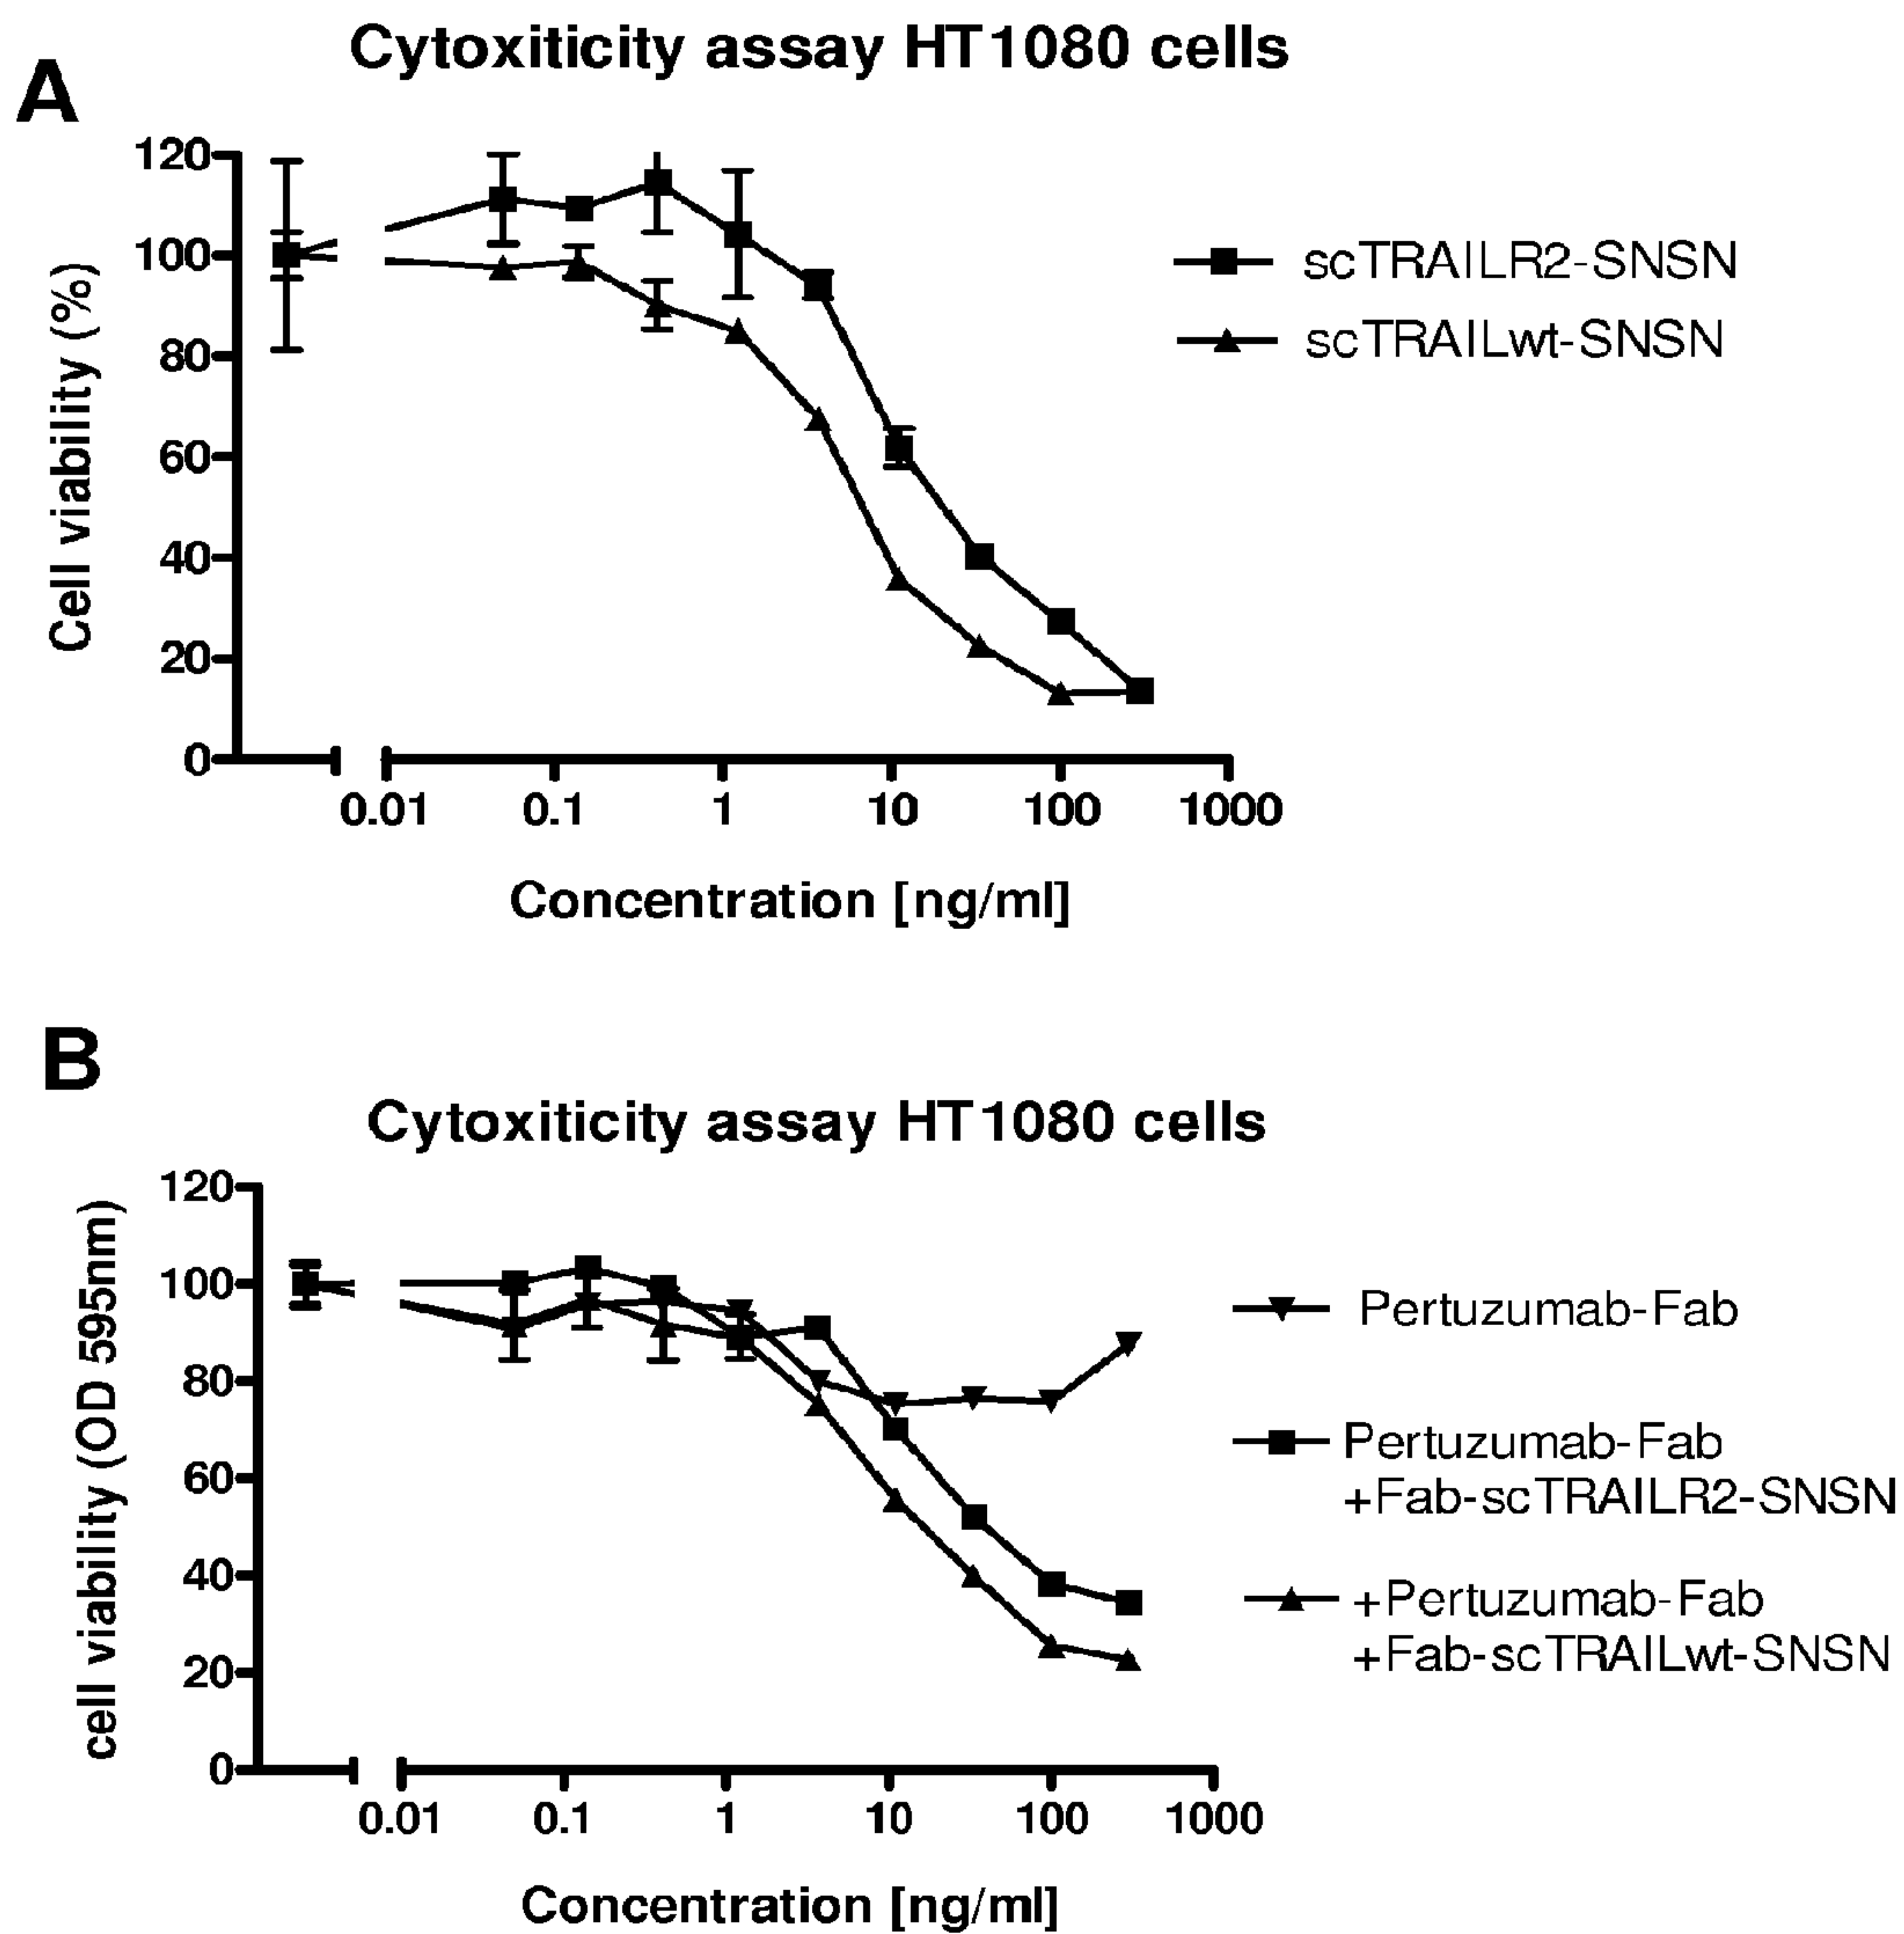 A
Cytoxiticity assay HT1080 cells
120
100
80
60
40
20
0
Cell viability (%)
0.01 0.1 1 10 100 1000
Concentration [ng/ml]
scTRAILR2-SNSN
scTRAILwt-SNSN
B
Cytoxiticity assay HT1080 cells
120
100
80
60
40
20
0
cell viability (OD 595nm)
0.01 0.1 1 10 100 1000
Concentration [ng/ml]
Pertuzumab-Fab
Pertuzumab-Fab
+Fab-scTRAILR2-SNSN
+Pertuzumab-Fab
+Fab-scTRAILwt-SNSN